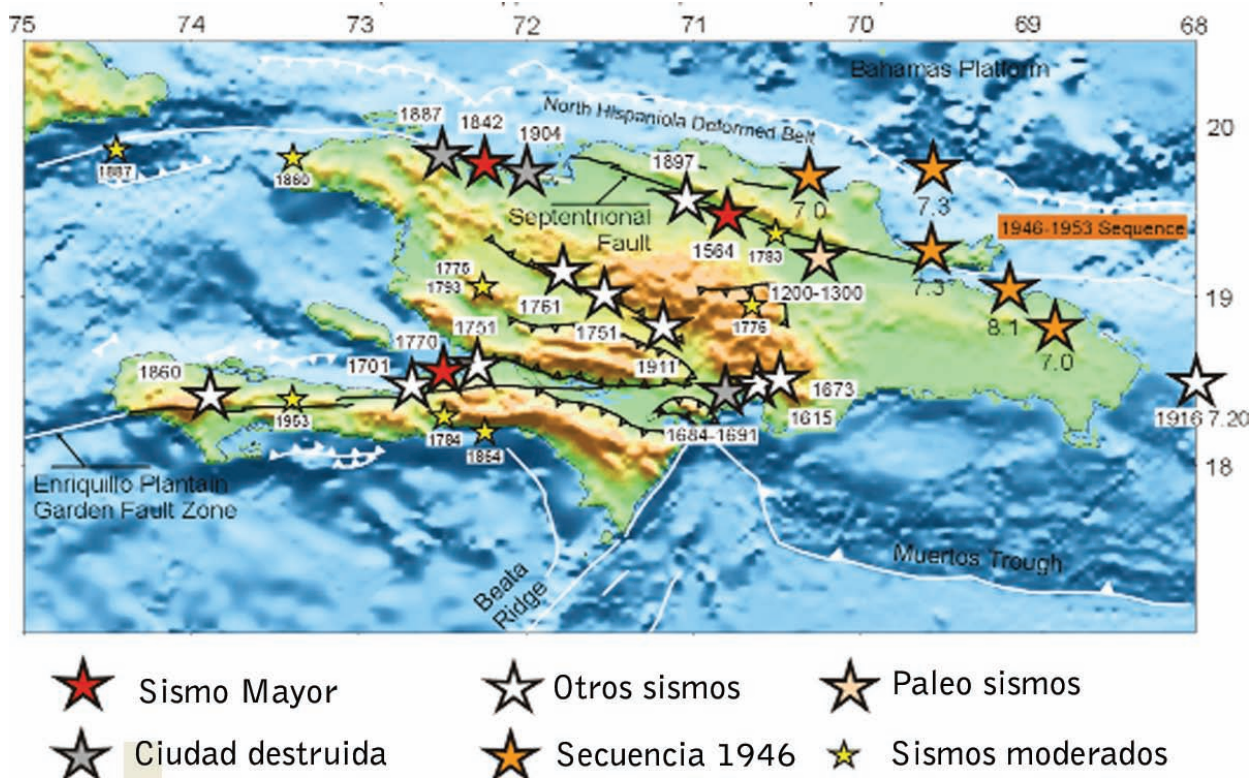 75 74 73 72 71 70 69 68
Bahamas Platform
North Hispaniola Deformed Belt
20
1887
1842
1904
1897
1887
1860
Septentrional
Fault
7.0
7.3
1946-1953 Sequence
1564
1783
7.3
1775
1793
1761
1751
1200-1300
1776
19
8.1
7.0
1751
1770
1701
1860
1911
1673
1615
1684-1691
1916 7.20
1953
1784
1864
18
Enriquillo Plantain
Garden Fault Zone
Beata
Ridge
Muertos Trough
Sismo Mayor
Otros sismos
Paleo sismos
Ciudad destruida
Secuencia 1946
Sismos moderados